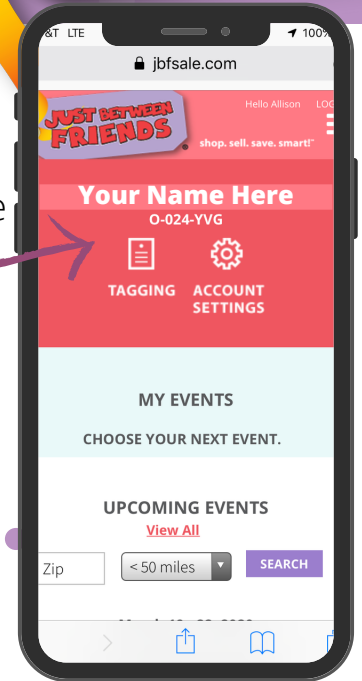 &T LTE 100%
jbfsale.com
Hello Allison LOG
JUST BETWEEN
FRIENDS
shop. sell. save. smart!
Your Name Here
O-024-YVG
TAGGING ACCOUNT
SETTINGS
MY EVENTS
CHOOSE YOUR NEXT EVENT.
UPCOMING EVENTS
View All
Zip < 50 miles SEARCH